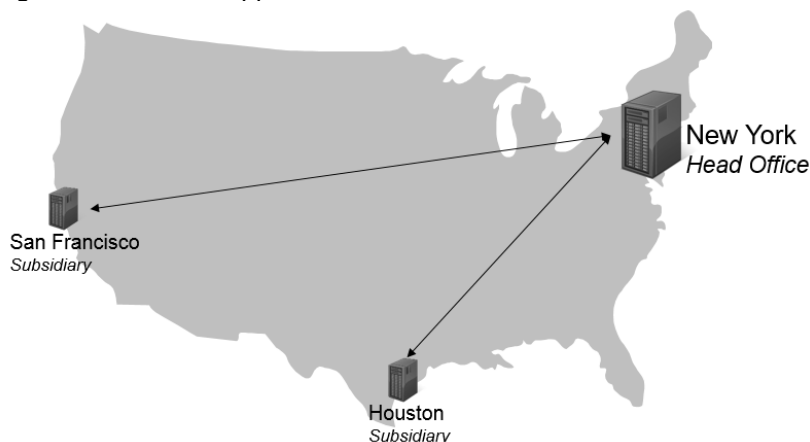 New York
Head Office
San Francisco
Subsidiary
Houston
Subsidiary